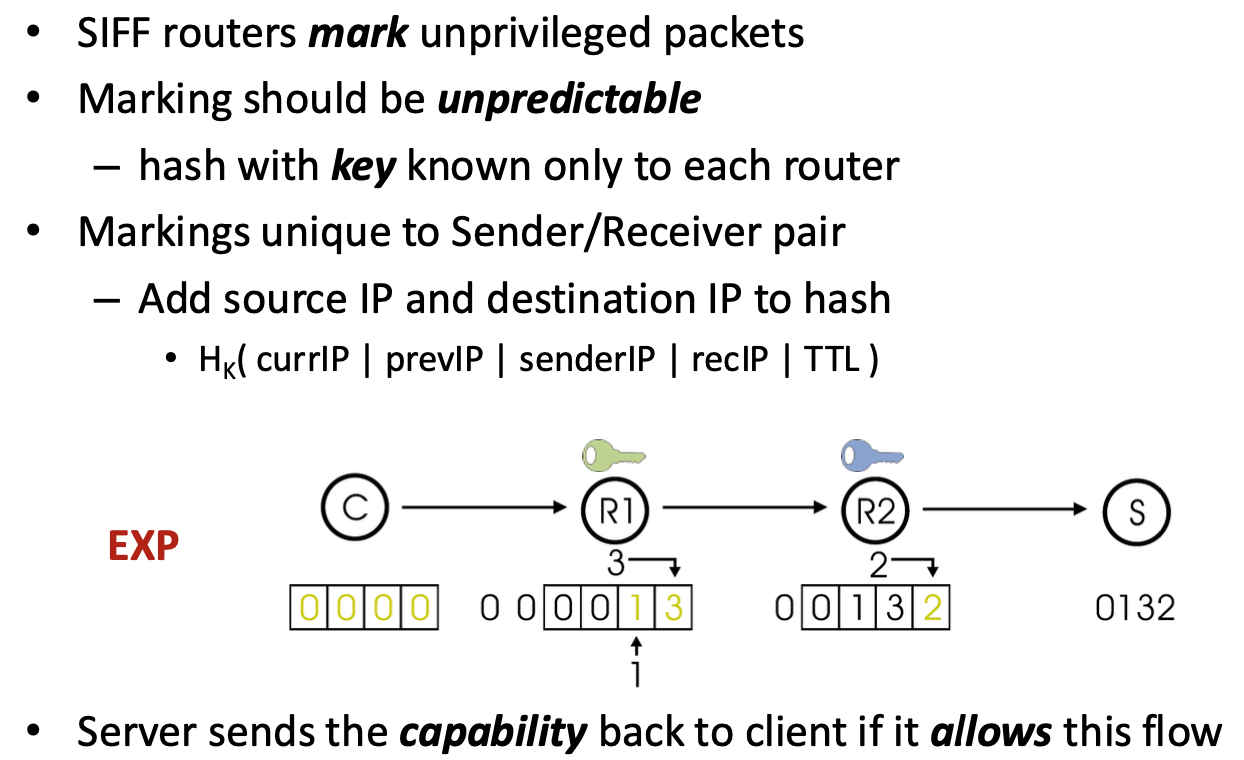 • SIFF routers mark unprivileged packets
• Marking should be unpredictable
– hash with key known only to each router
• Markings unique to Sender/Receiver pair
– Add source IP and destination IP to hash
• HK( currIP | prevIP | senderIP | recIP | TTL )
C R1 R2 S
EXP
3 2
0 0 0 0 0 0 0 0 1 3 0 0 1 3 2 0132
1
• Server sends the capability back to client if it allows this flow